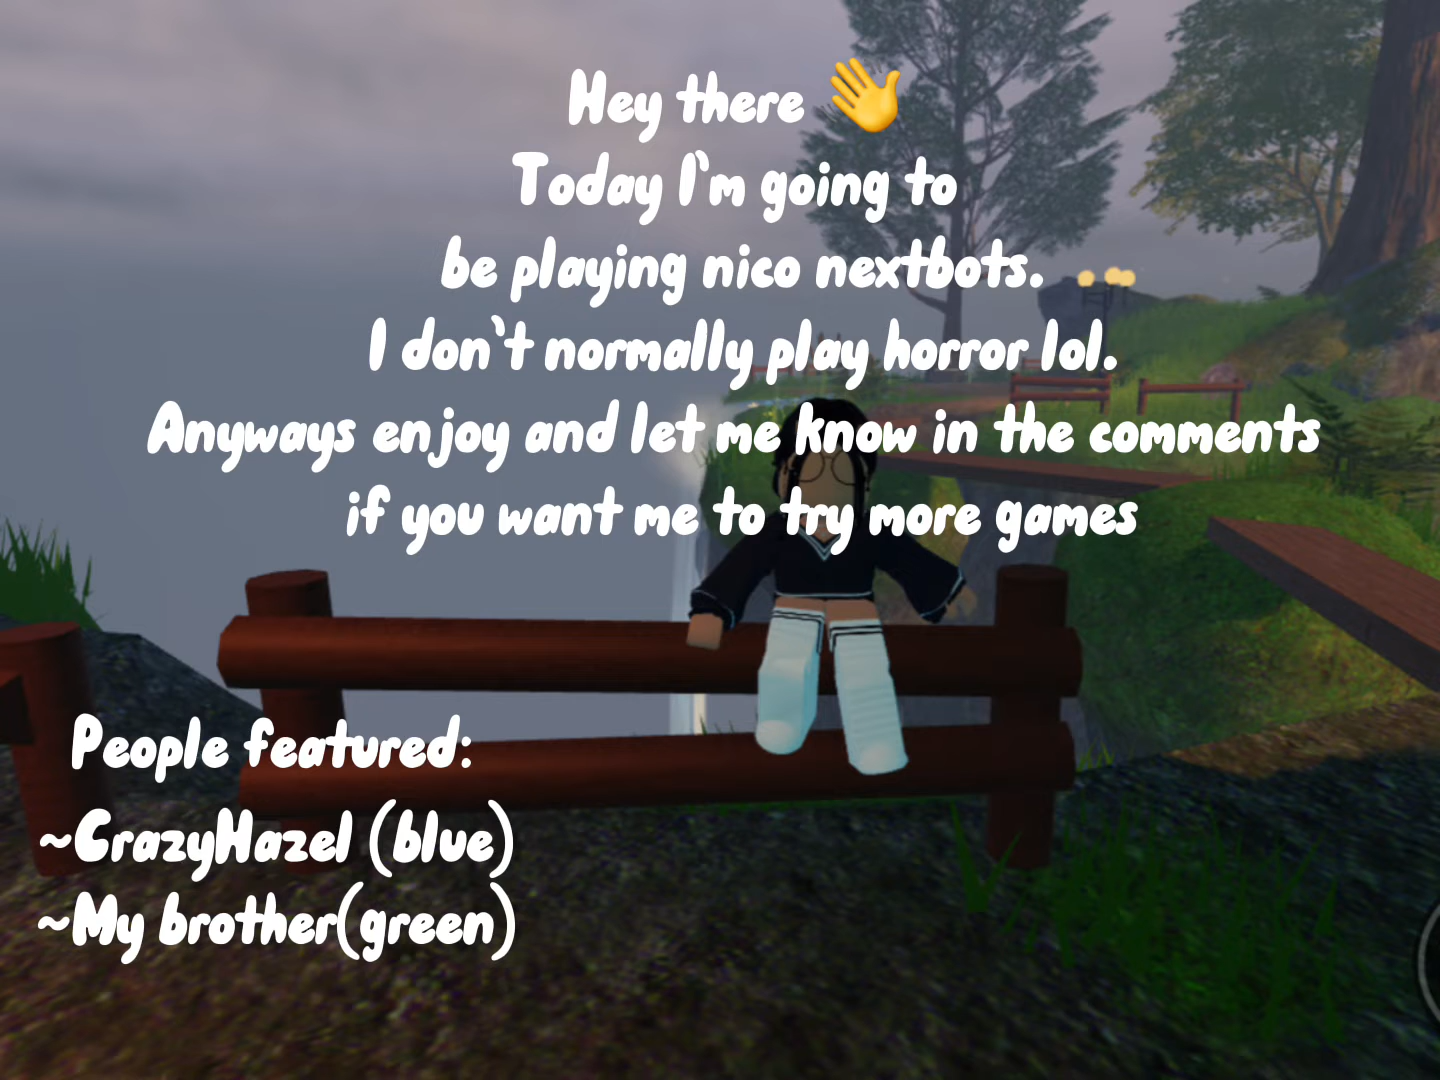 Hey there 👋
Today I'm going to
be playing nico nextbots.
I don't normally play horror lol.
Anyways enjoy and let me know in the comments
if you want me to try more games
People featured:
~CrazyHazel (blue)
~My brother(green)